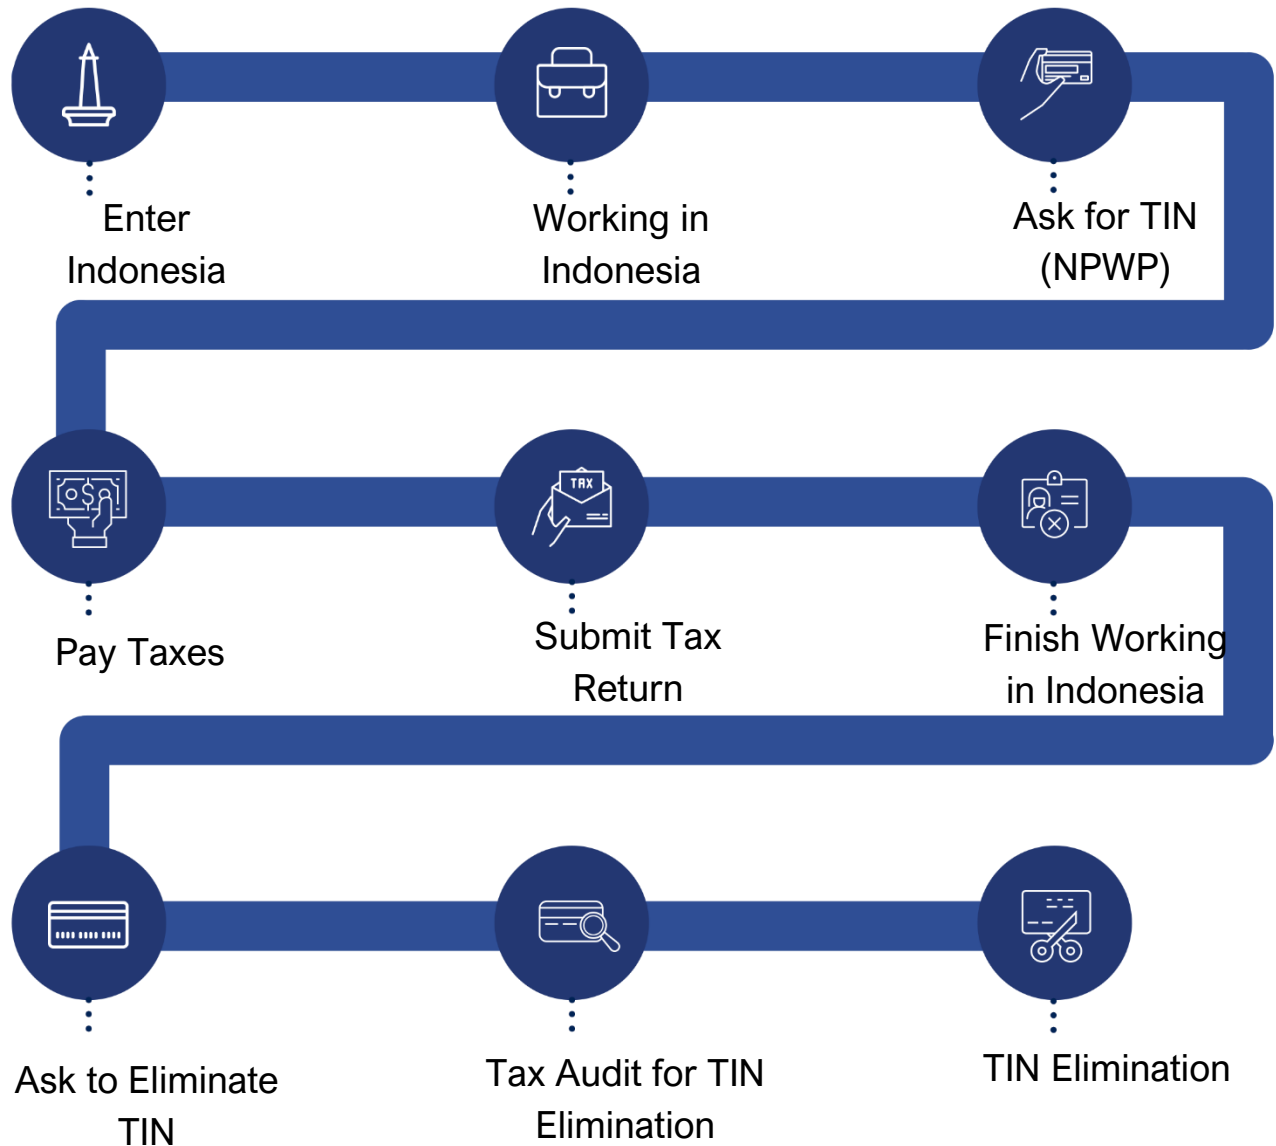 Enter
Indonesia
Working in
Indonesia
Ask for TIN
(NPWP)
Pay Taxes
TAX
Submit Tax
Return
Finish Working
in Indonesia
Ask to Eliminate
TIN
Tax Audit for TIN
Elimination
TIN Elimination